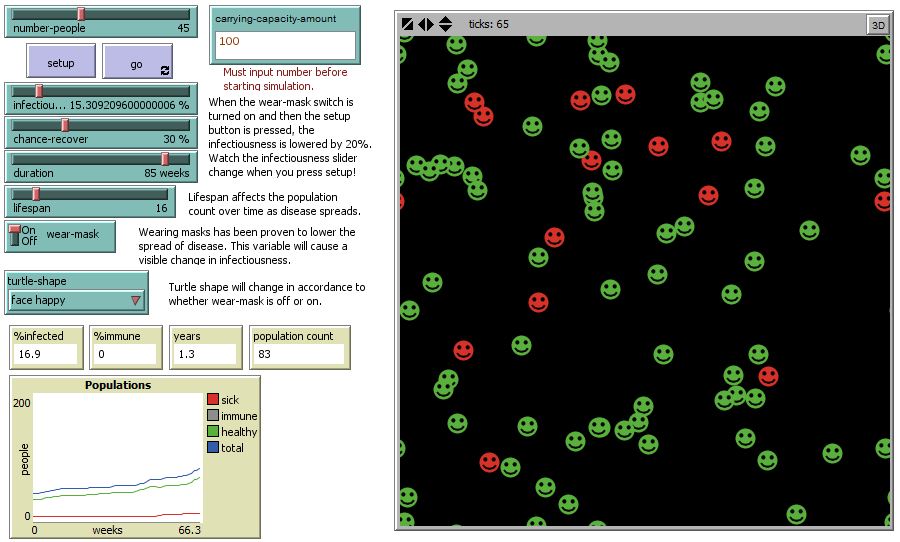 number-people 45
carrying-capacity-amount
100
setup
go
Must input number before
starting simulation.
infectiou... 15.309209600000006 %
chance-recover 30 %
duration 85 weeks
When the wear-mask switch is
turned on and then the setup
button is pressed, the
infectiousness is lowered by 20%.
Watch the infectiousness slider
change when you press setup!
lifespan 16
Lifespan affects the population
count over time as disease spreads.
On
Off
wear-mask
Wearing masks has been proven to lower the
spread of disease. This variable will cause a
visible change in infectiousness.
turtle-shape
face happy
Turtle shape will change in accordance to
whether wear-mask is off or on.
%infected
16.9
%immune
0
years
1.3
population count
83
Populations
200
people
0
0
weeks
66.3
sick
immune
healthy
total
ticks: 65
3D